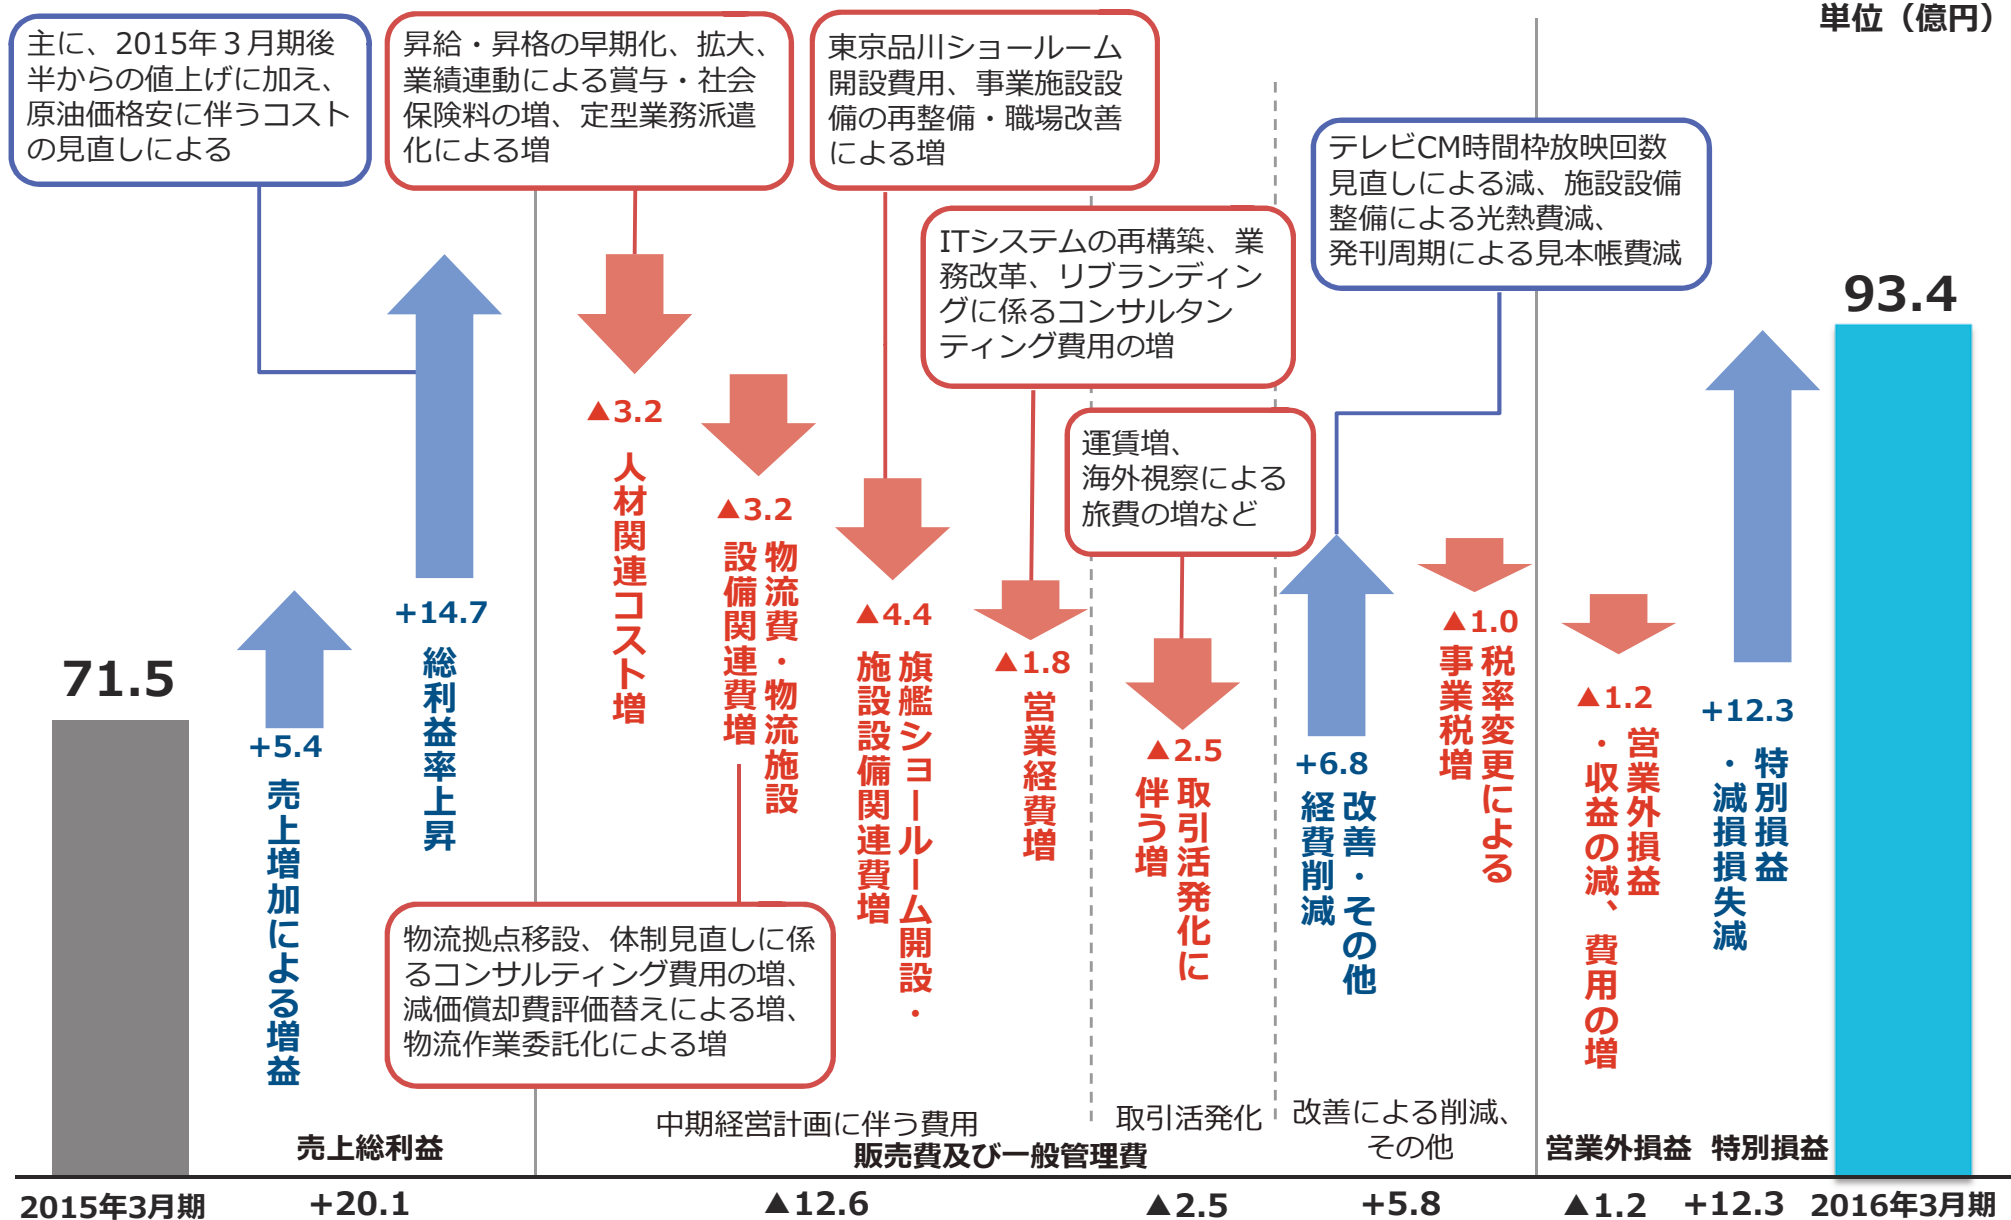 単位（億円）
主に、2015年３月期後
半からの値上げに加え、
原油価格安に伴うコスト
の見直しによる
昇給・昇格の早期化、拡大、
業績連動による賞与・社会
保険料の増、定型業務派遣
化による増
東京品川ショールーム
開設費用、事業施設設
備の再整備・職場改善
による増
ITシステムの再構築、業
務改革、リブランディン
グに係るコンサルタン
ティング費用の増
テレビCM時間枠放映回数
見直しによる減、施設設備
整備による光熱費減、
発刊周期による見本帳費減
運賃増、
海外視察による
旅費の増など
物流拠点移設、体制見直しに係
るコンサルティング費用の増、
減価償却費評価替えによる増、
物流作業委託化による増
71.5
+5.4
売上増加による増益
+14.7
総利益率上昇
▲3.2
人材関連コスト増
▲3.2
物流費・物流施設
設備関連費増
▲4.4
旗艦ショールーム開設・
施設設備関連費増
▲1.8
営業経費増
▲2.5
取引活発化に
伴う増
+6.8
改善・その他
経費削減
▲1.0
税率変更による
事業税増
▲1.2
営業外損益
・収益の減、費用の増
+12.3
特別損益
・減損損失減
93.4
売上総利益
中期経営計画に伴う費用
取引活発化
改善による削減、
その他
販売費及び一般管理費
営業外損益
特別損益
2015年3月期
+20.1
▲12.6
▲2.5
+5.8
▲1.2
+12.3
2016年3月期